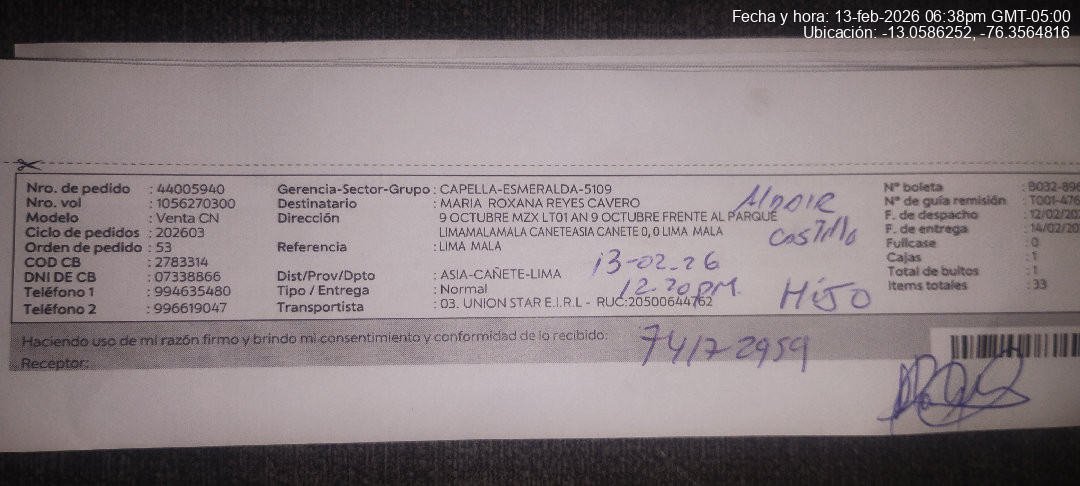 Fecha y hora: 13-feb-2026 06:38pm GMT-05:00
Ubicación: -13.0586252, -76.3564816
Nro. de pedido : 44005940
Nro. vol : 1056270300
Modelo : Venta CN
Ciclo de pedidos : 202603
Orden de pedido : 53
COD CB : 2783314
DNI DE CB : 07338866
Teléfono 1 : 994635480
Teléfono 2 : 996619047
Gerencia-Sector-Grupo : CAPELLA-ESMERALDA-5109
Destinatario : MARIA ROXANA REYES CAVERO
Dirección : 9 OCTUBRE MZX LT01 AN 9 OCTUBRE FRENTE AL PARQUE
LIMAMALAMALA CANETEASIA CANETE 0, 0 LIMA MALA
Referencia : LIMA MALA
Dist/Prov/Dpto : ASIA-CAÑETE-LIMA
Tipo / Entrega : Normal
Transportista : 03. UNION STAR E.I.R.L - RUC:20500644762
Castillo
13-02-26
HiJO
Nº boleta : B032-896
Nº de guía remisión : T001-476
F. de despacho : 12/02/202
F. de entrega : 14/02/202
Fullcase : 0
Cajas : 1
Total de bultos : 1
Items totales : 33
Haciendo uso de mi razón firmo y brindo mi consentimiento y conformidad de lo recibido:
74172959
Receptor: